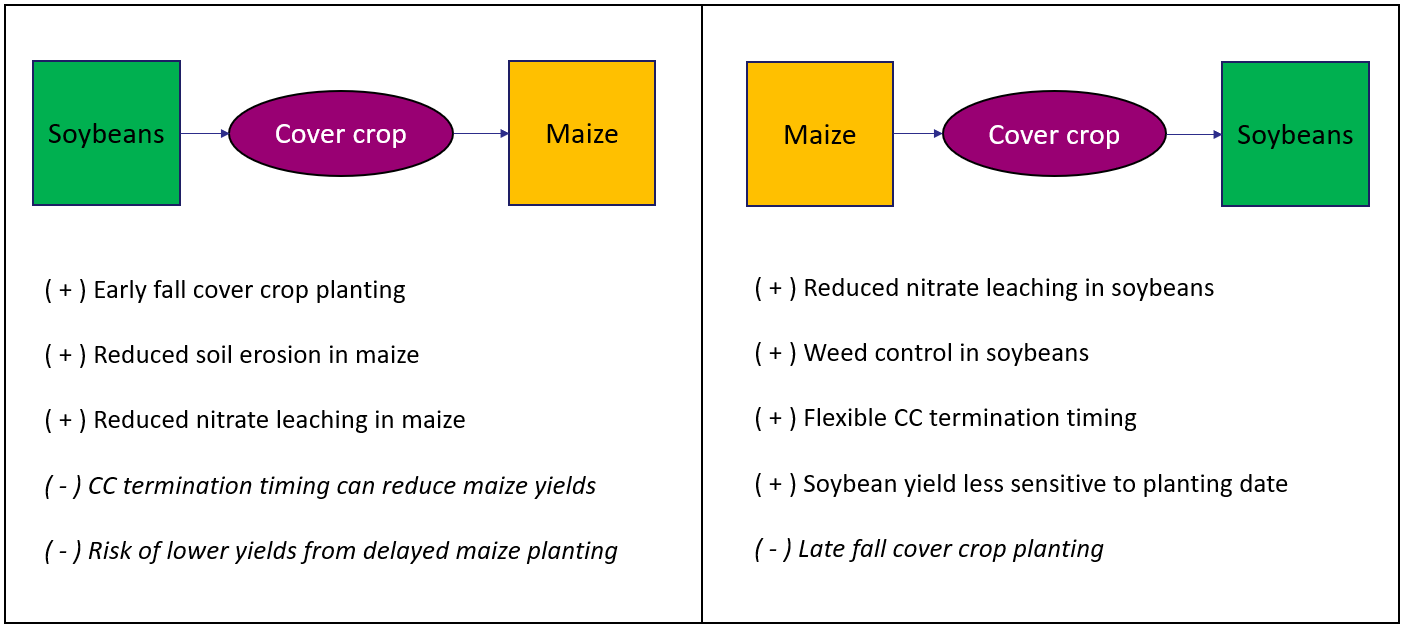 Soybeans
Cover crop
Maize
( + ) Early fall cover crop planting
( + ) Reduced soil erosion in maize
( + ) Reduced nitrate leaching in maize
( - ) CC termination timing can reduce maize yields
( - ) Risk of lower yields from delayed maize planting
Maize
Cover crop
Soybeans
( + ) Reduced nitrate leaching in soybeans
( + ) Weed control in soybeans
( + ) Flexible CC termination timing
( + ) Soybean yield less sensitive to planting date
( - ) Late fall cover crop planting